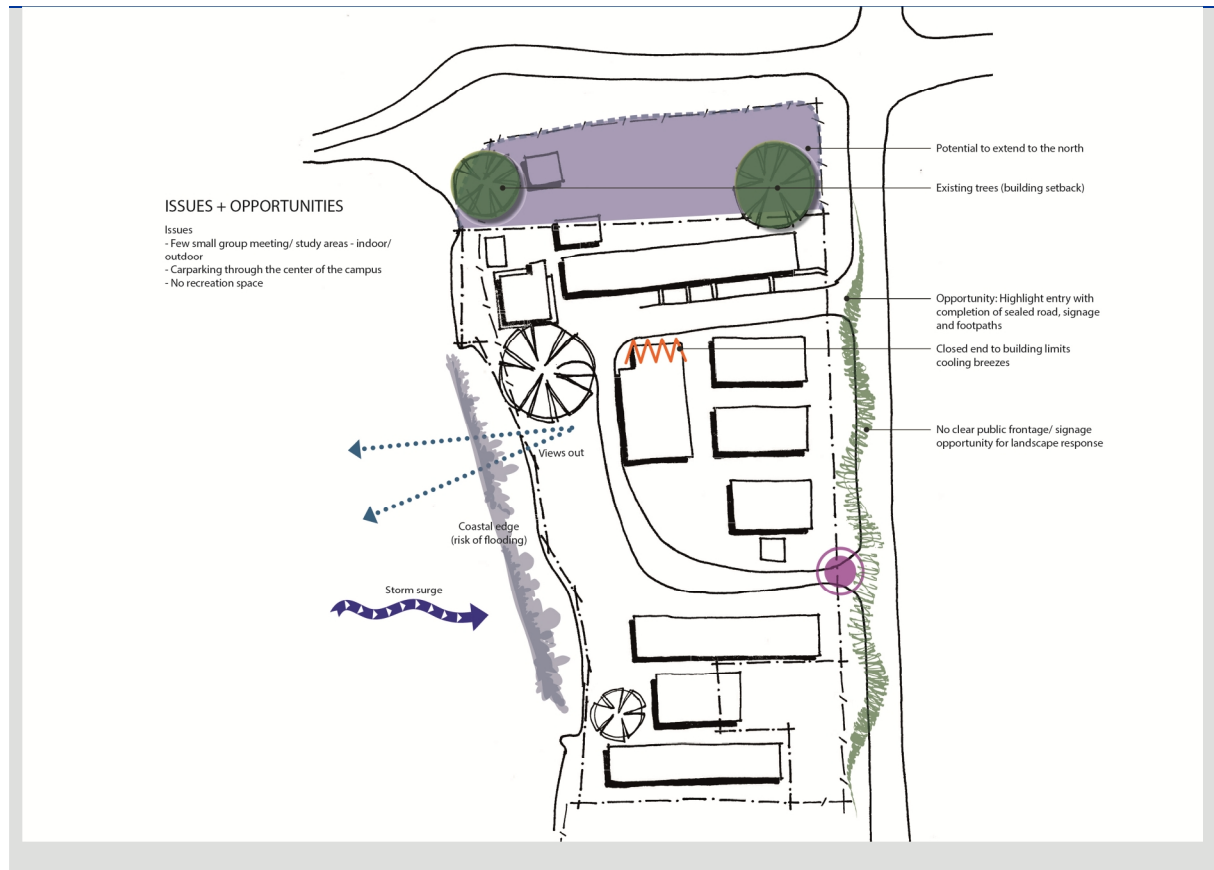 ISSUES + OPPORTUNITIES
Issues
- Few small group meeting/ study areas - indoor/
outdoor
- Carparking through the center of the campus
- No recreation space
Potential to extend to the north
Existing trees (building setback)
Opportunity: Highlight entry with
completion of sealed road, signage
and footpaths
Closed end to building limits
cooling breezes
No clear public frontage/ signage
opportunity for landscape response
Views out
Coastal edge
(risk of flooding)
Storm surge